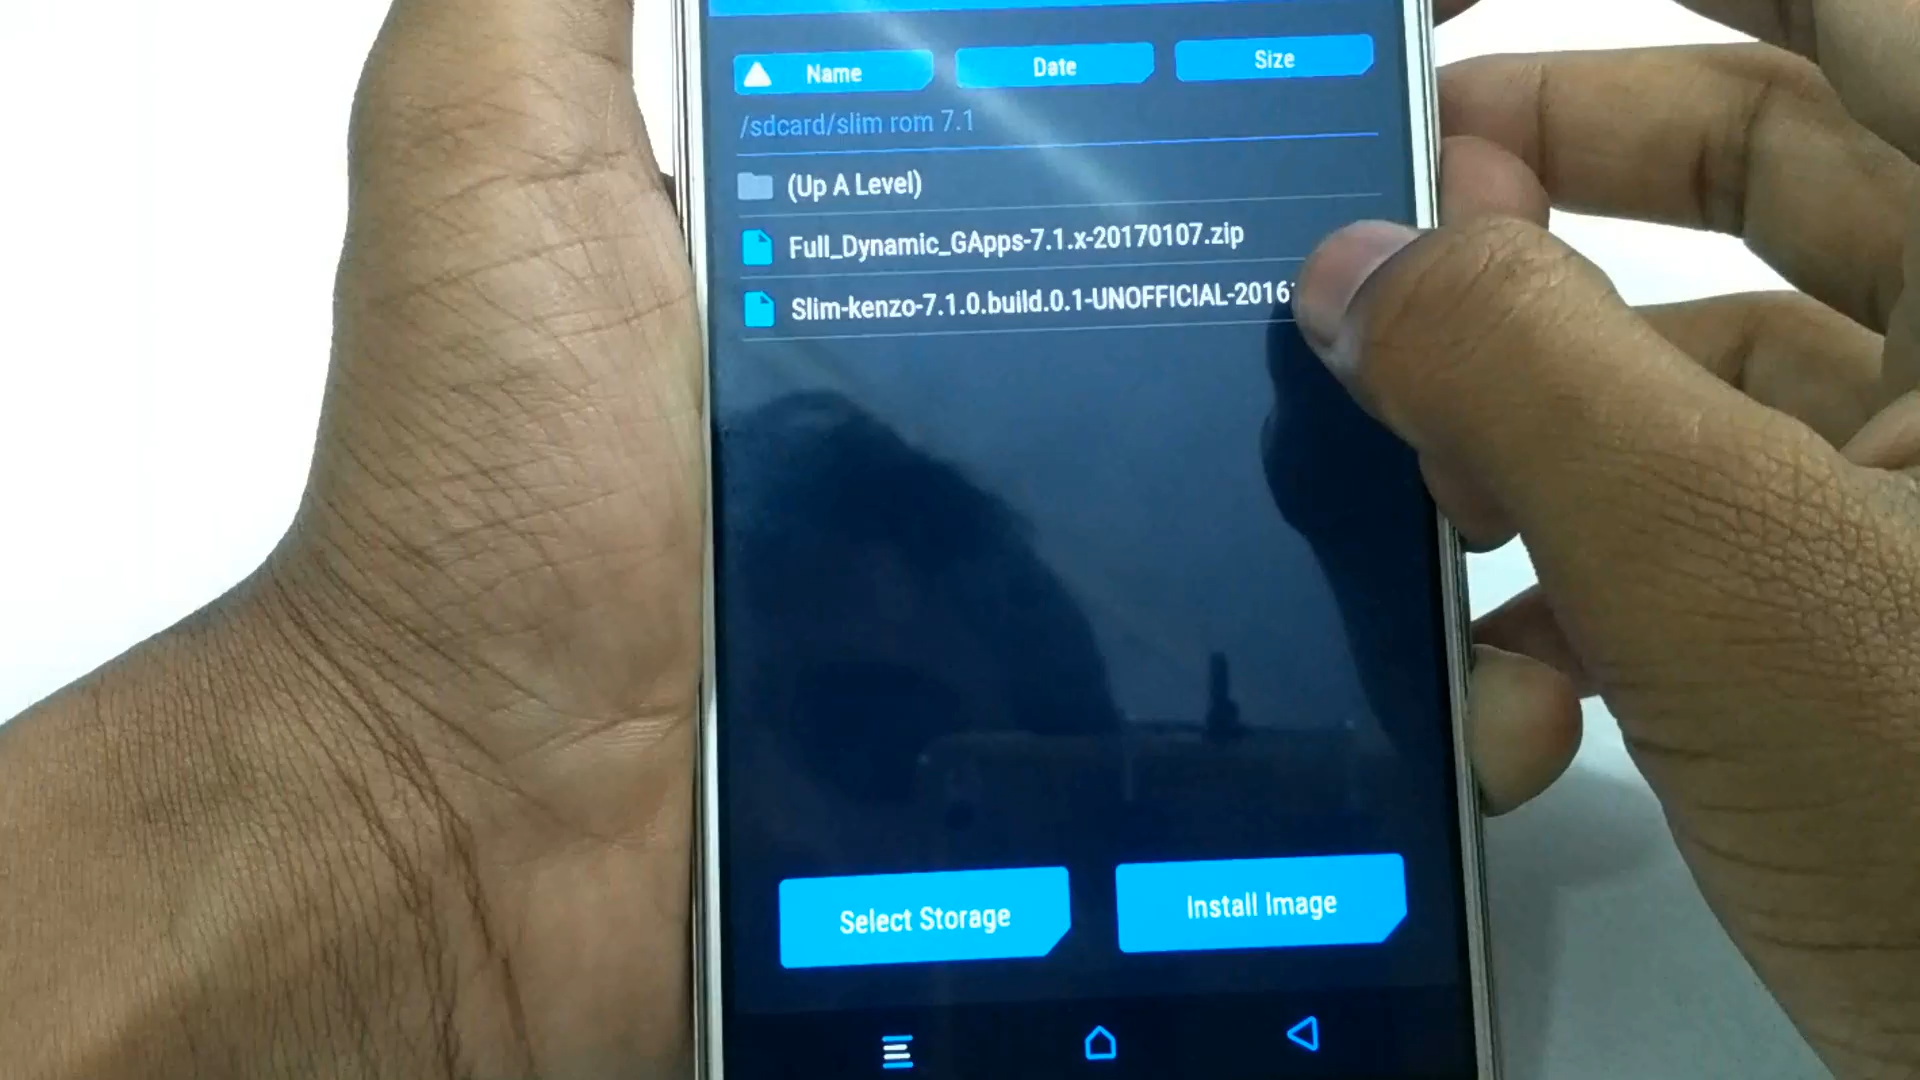 Name Date Size
/sdcard/slim rom 7.1
(Up A Level)
Full_Dynamic_GApps-7.1.x-20170107.zip
Slim-kenzo-7.1.0.build.0.1-UNOFFICIAL-2016
Select Storage Install Image